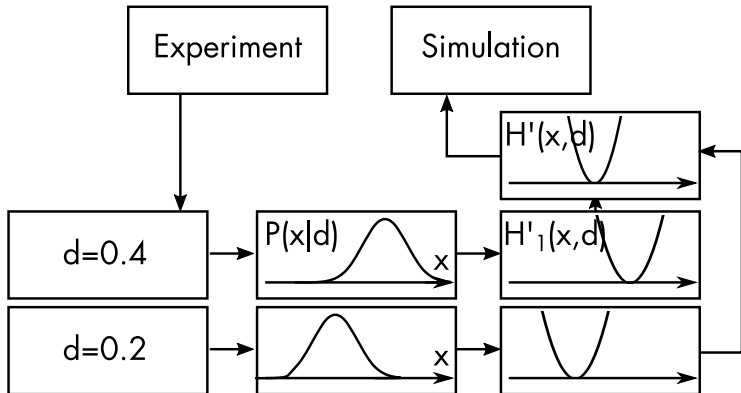 Experiment
Simulation
H'(x,d)
d=0.4
P(x|d)
x
H'₁(x,d)
d=0.2
x